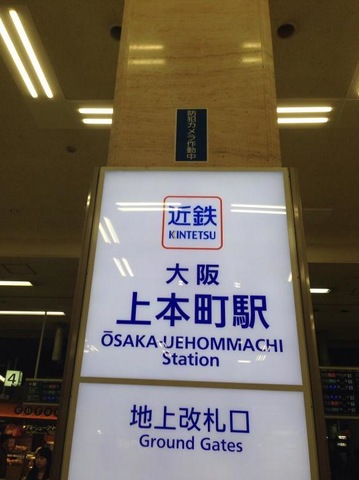 防犯カメラ作動中
近鉄
KINTETSU
大阪
上本町駅
ŌSAKA-UEHOMMACHI
Station
地上改札口
Ground Gates
4